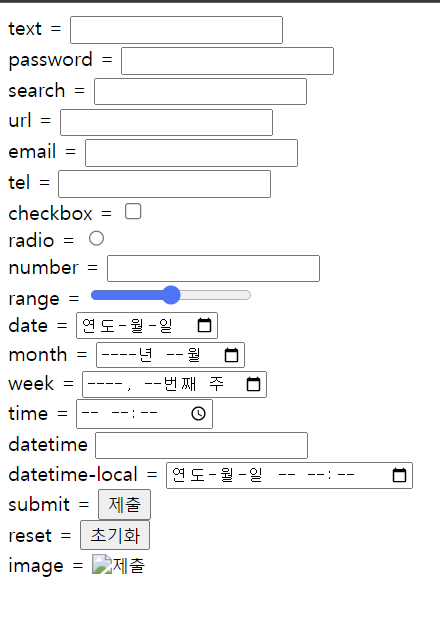 text =
password =
search =
url =
email =
tel =
checkbox =
radio =
number =
range =
date = 연도-월-일
month = ----년 --월
week = ----, --번째 주
time = -- --:--
datetime
datetime-local = 연도-월-일 -- --:--
submit = 제출
reset = 초기화
image = 제출